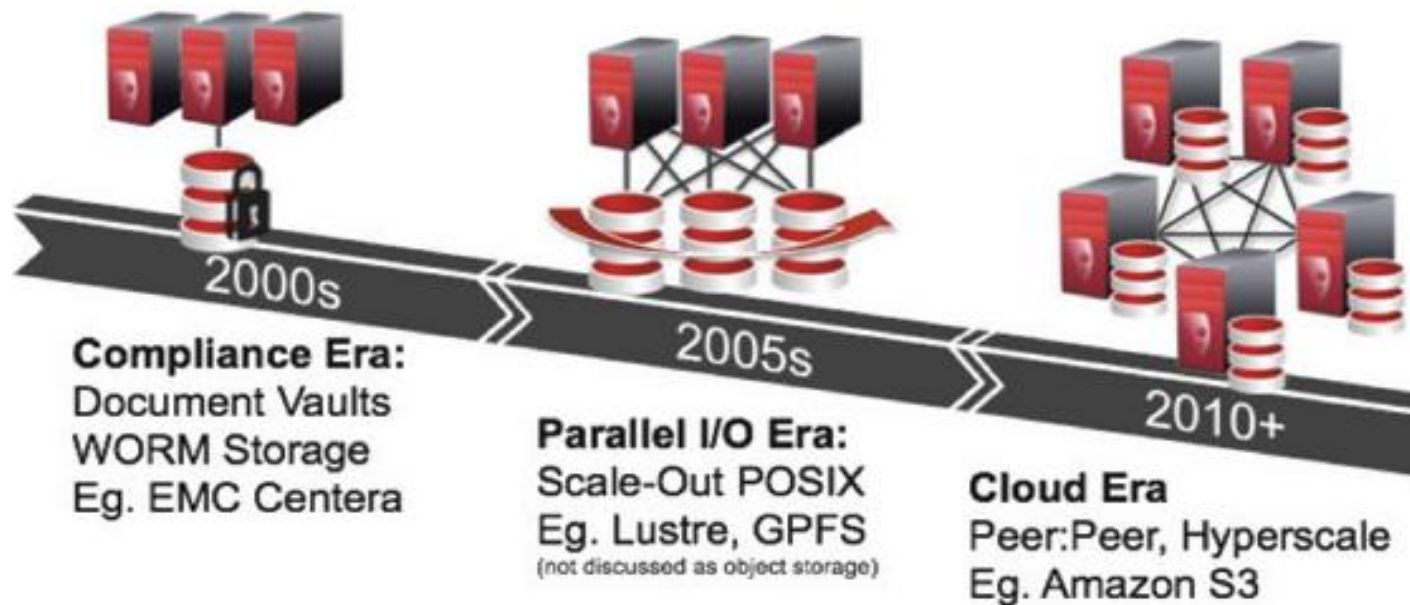 2000s
Compliance Era:
Document Vaults
WORM Storage
Eg. EMC Centera
2005s
Parallel I/O Era:
Scale-Out POSIX
Eg. Lustre, GPFS
(not discussed as object storage)
2010+
Cloud Era
Peer:Peer, Hyperscale
Eg. Amazon S3